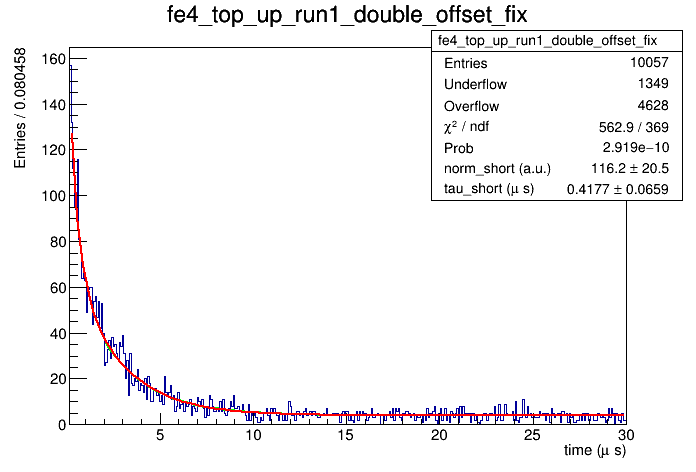 fe4_top_up_run1_double_offset_fix
Entries / 0.080458
fe4_top_up_run1_double_offset_fix
Entries 10057
Underflow 1349
Overflow 4628
χ² / ndf 562.9 / 369
Prob 2.919e−10
norm_short (a.u.) 116.2 ± 20.5
tau_short (μ s) 0.4177 ± 0.0659
160
140
120
100
80
60
40
20
0
5 10 15 20 25 30
time (μ s)